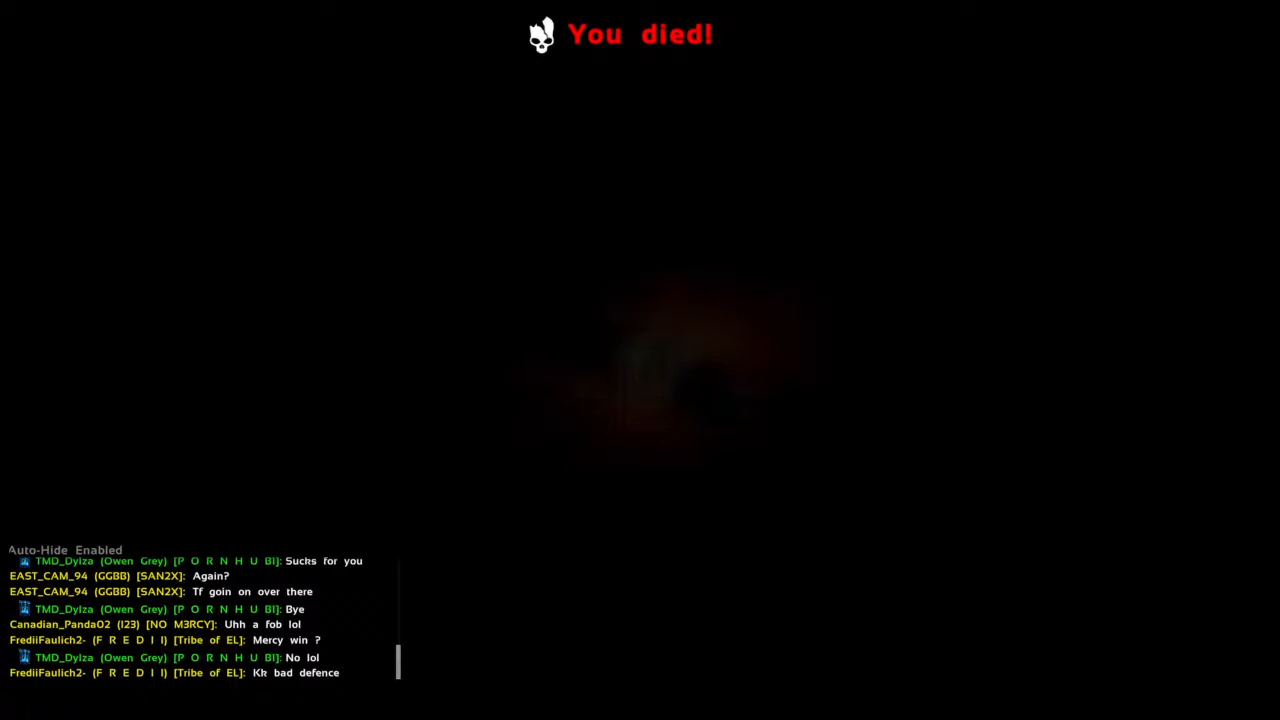 You died!
Auto-Hide Enabled
TMD_Dylza (Owen Grey) [P O R N H U B!]: Sucks for you
EAST_CAM_94 (GGBB) [SAN2X]: Again?
EAST_CAM_94 (GGBB) [SAN2X]: Tf goin on over there
TMD_Dylza (Owen Grey) [P O R N H U B!]: Bye
Canadian_Panda02 (I23) [NO M3RCY]: Uhh a fob lol
FrediiFaulich2- (F R E D I I) [Tribe of EL]: Mercy win ?
TMD_Dylza (Owen Grey) [P O R N H U B!]: No lol
FrediiFaulich2- (F R E D I I) [Tribe of EL]: Kk bad defence